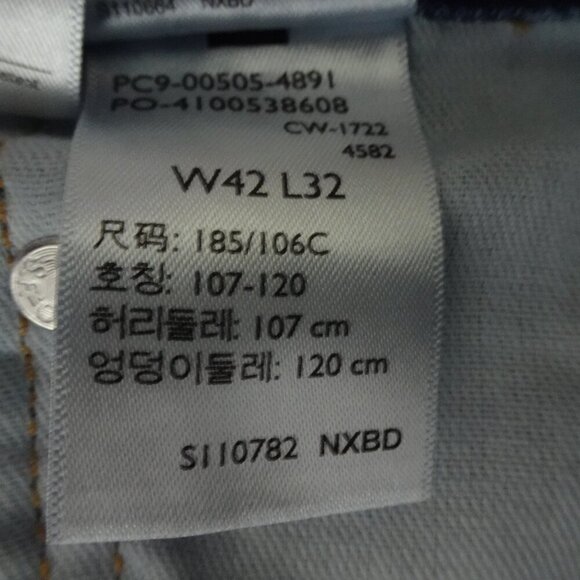 PC9-00505-4891
PO-4100538608
CW-1722
4582
W42 L32
尺码: 185/106C
호칭: 107-120
허리둘레: 107 cm
엉덩이둘레: 120 cm
S110782 NXBD